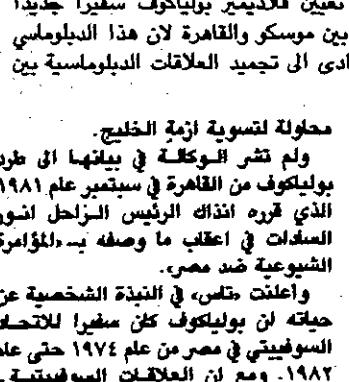 تعيين فلاديمير بولياكوف سفيرا جديدا
بين موسكو والقاهرة لان هذا الدبلوماسي
ادى الى تجميد العلاقات الدبلوماسية بين
محاولة لتسوية ازمة الخليج.
ولم تشر الوكالة في بيانها الى طرد
بولياكوف من القاهرة في سبتمبر عام ١٩٨١
الذي قرره انذاك الرئيس الراحل انور
السادات في اعقاب ما وصفه بـ «المؤامرة
الشيوعية ضد مصر».
واعلنت «تاس» في النبذة الشخصية عن
حياته ان بولياكوف كان سفيرا للاتحاد
السوفييتي في مصر من عام ١٩٧٤ حتى عام
١٩٨٢. ومع ان العلاقات السوفييتية ـ